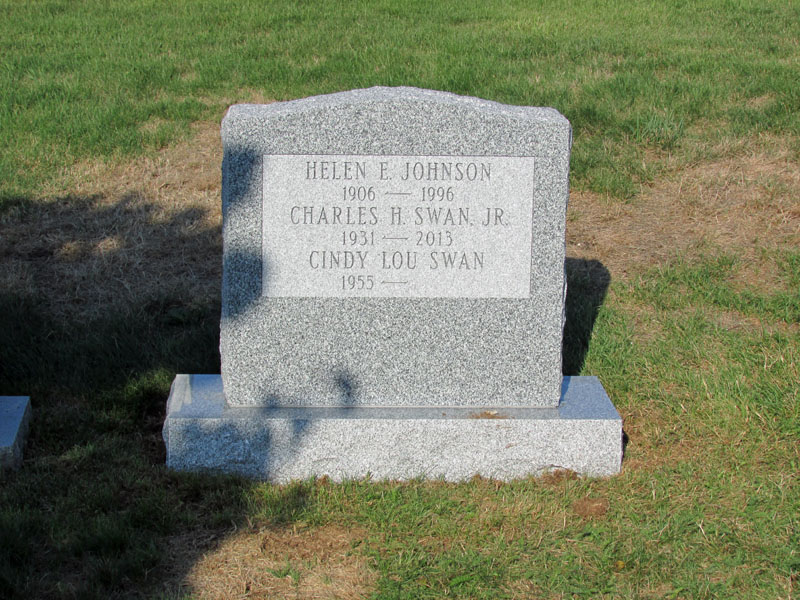 HELEN E. JOHNSON
1906 — 1996
CHARLES H. SWAN, JR.
1931 — 2013
CINDY LOU SWAN
1955 —